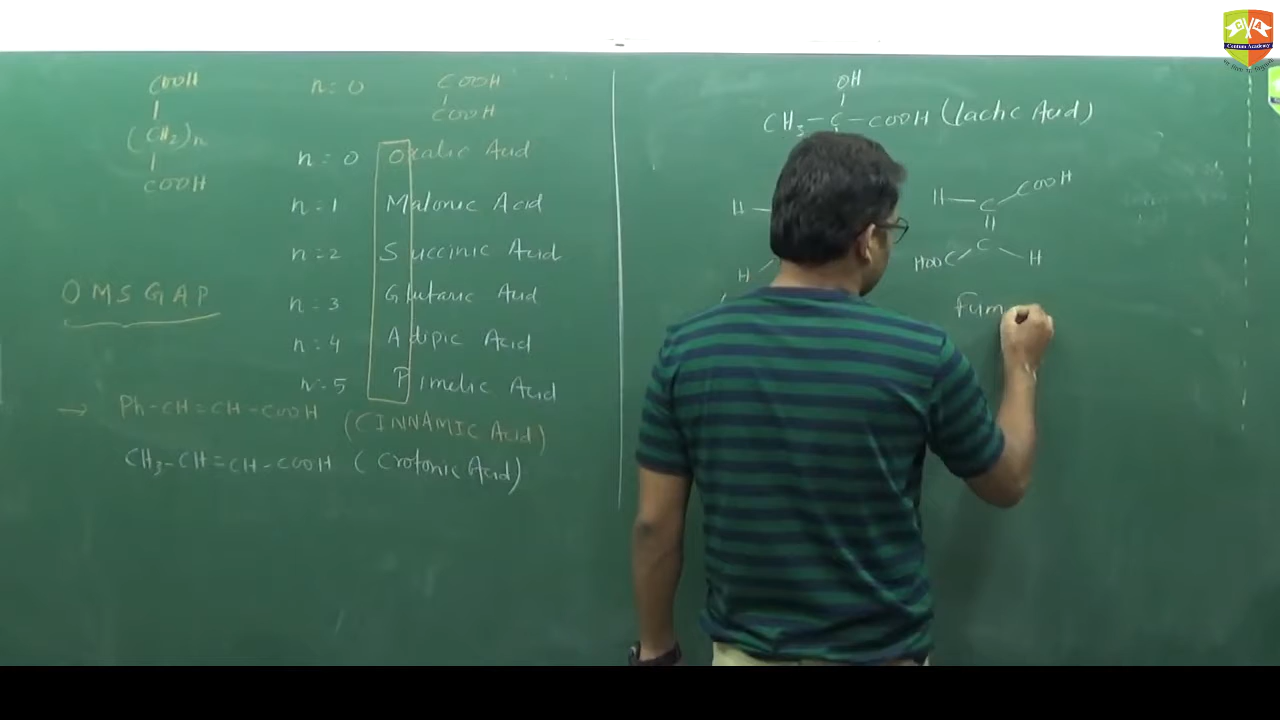 COOH
(CH2)n
COOH
n = 0
COOH
COOH
n = 0 Oxalic Acid
n = 1 Malonic Acid
n = 2 Succinic Acid
n = 3 Glutaric Acid
n = 4 Adipic Acid
n = 5 Pimelic Acid
OMSGAP
→ Ph-CH=CH-COOH (CINNAMIC Acid)
CH3-CH=CH-COOH (Crotonic Acid)
OH
CH3-C-COOH (lactic Acid)
H
H
H C COOH
HOOC C H
Fum
Contum Academy